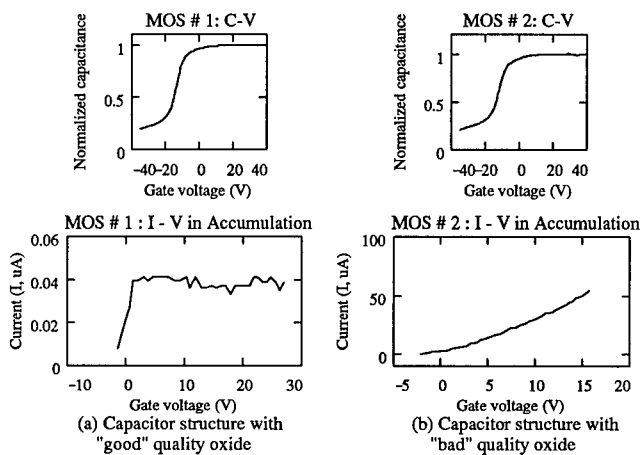 MOS # 1: C-V
Normalized capacitance
1
0.5
0
−40−20 0 20 40
Gate voltage (V)
MOS # 2: C-V
Normalized capacitance
1
0.5
0
−40−20 0 20 40
Gate voltage (V)
MOS # 1 : I - V in Accumulation
Current (I, uA)
0.06
0.04
0.02
0
−10 0 10 20 30
Gate voltage (V)
(a) Capacitor structure with
"good" quality oxide
MOS # 2 : I - V in Accumulation
Current (I, uA)
100
50
0
−5 0 5 10 15 20
Gate voltage (V)
(b) Capacitor structure with
"bad" quality oxide